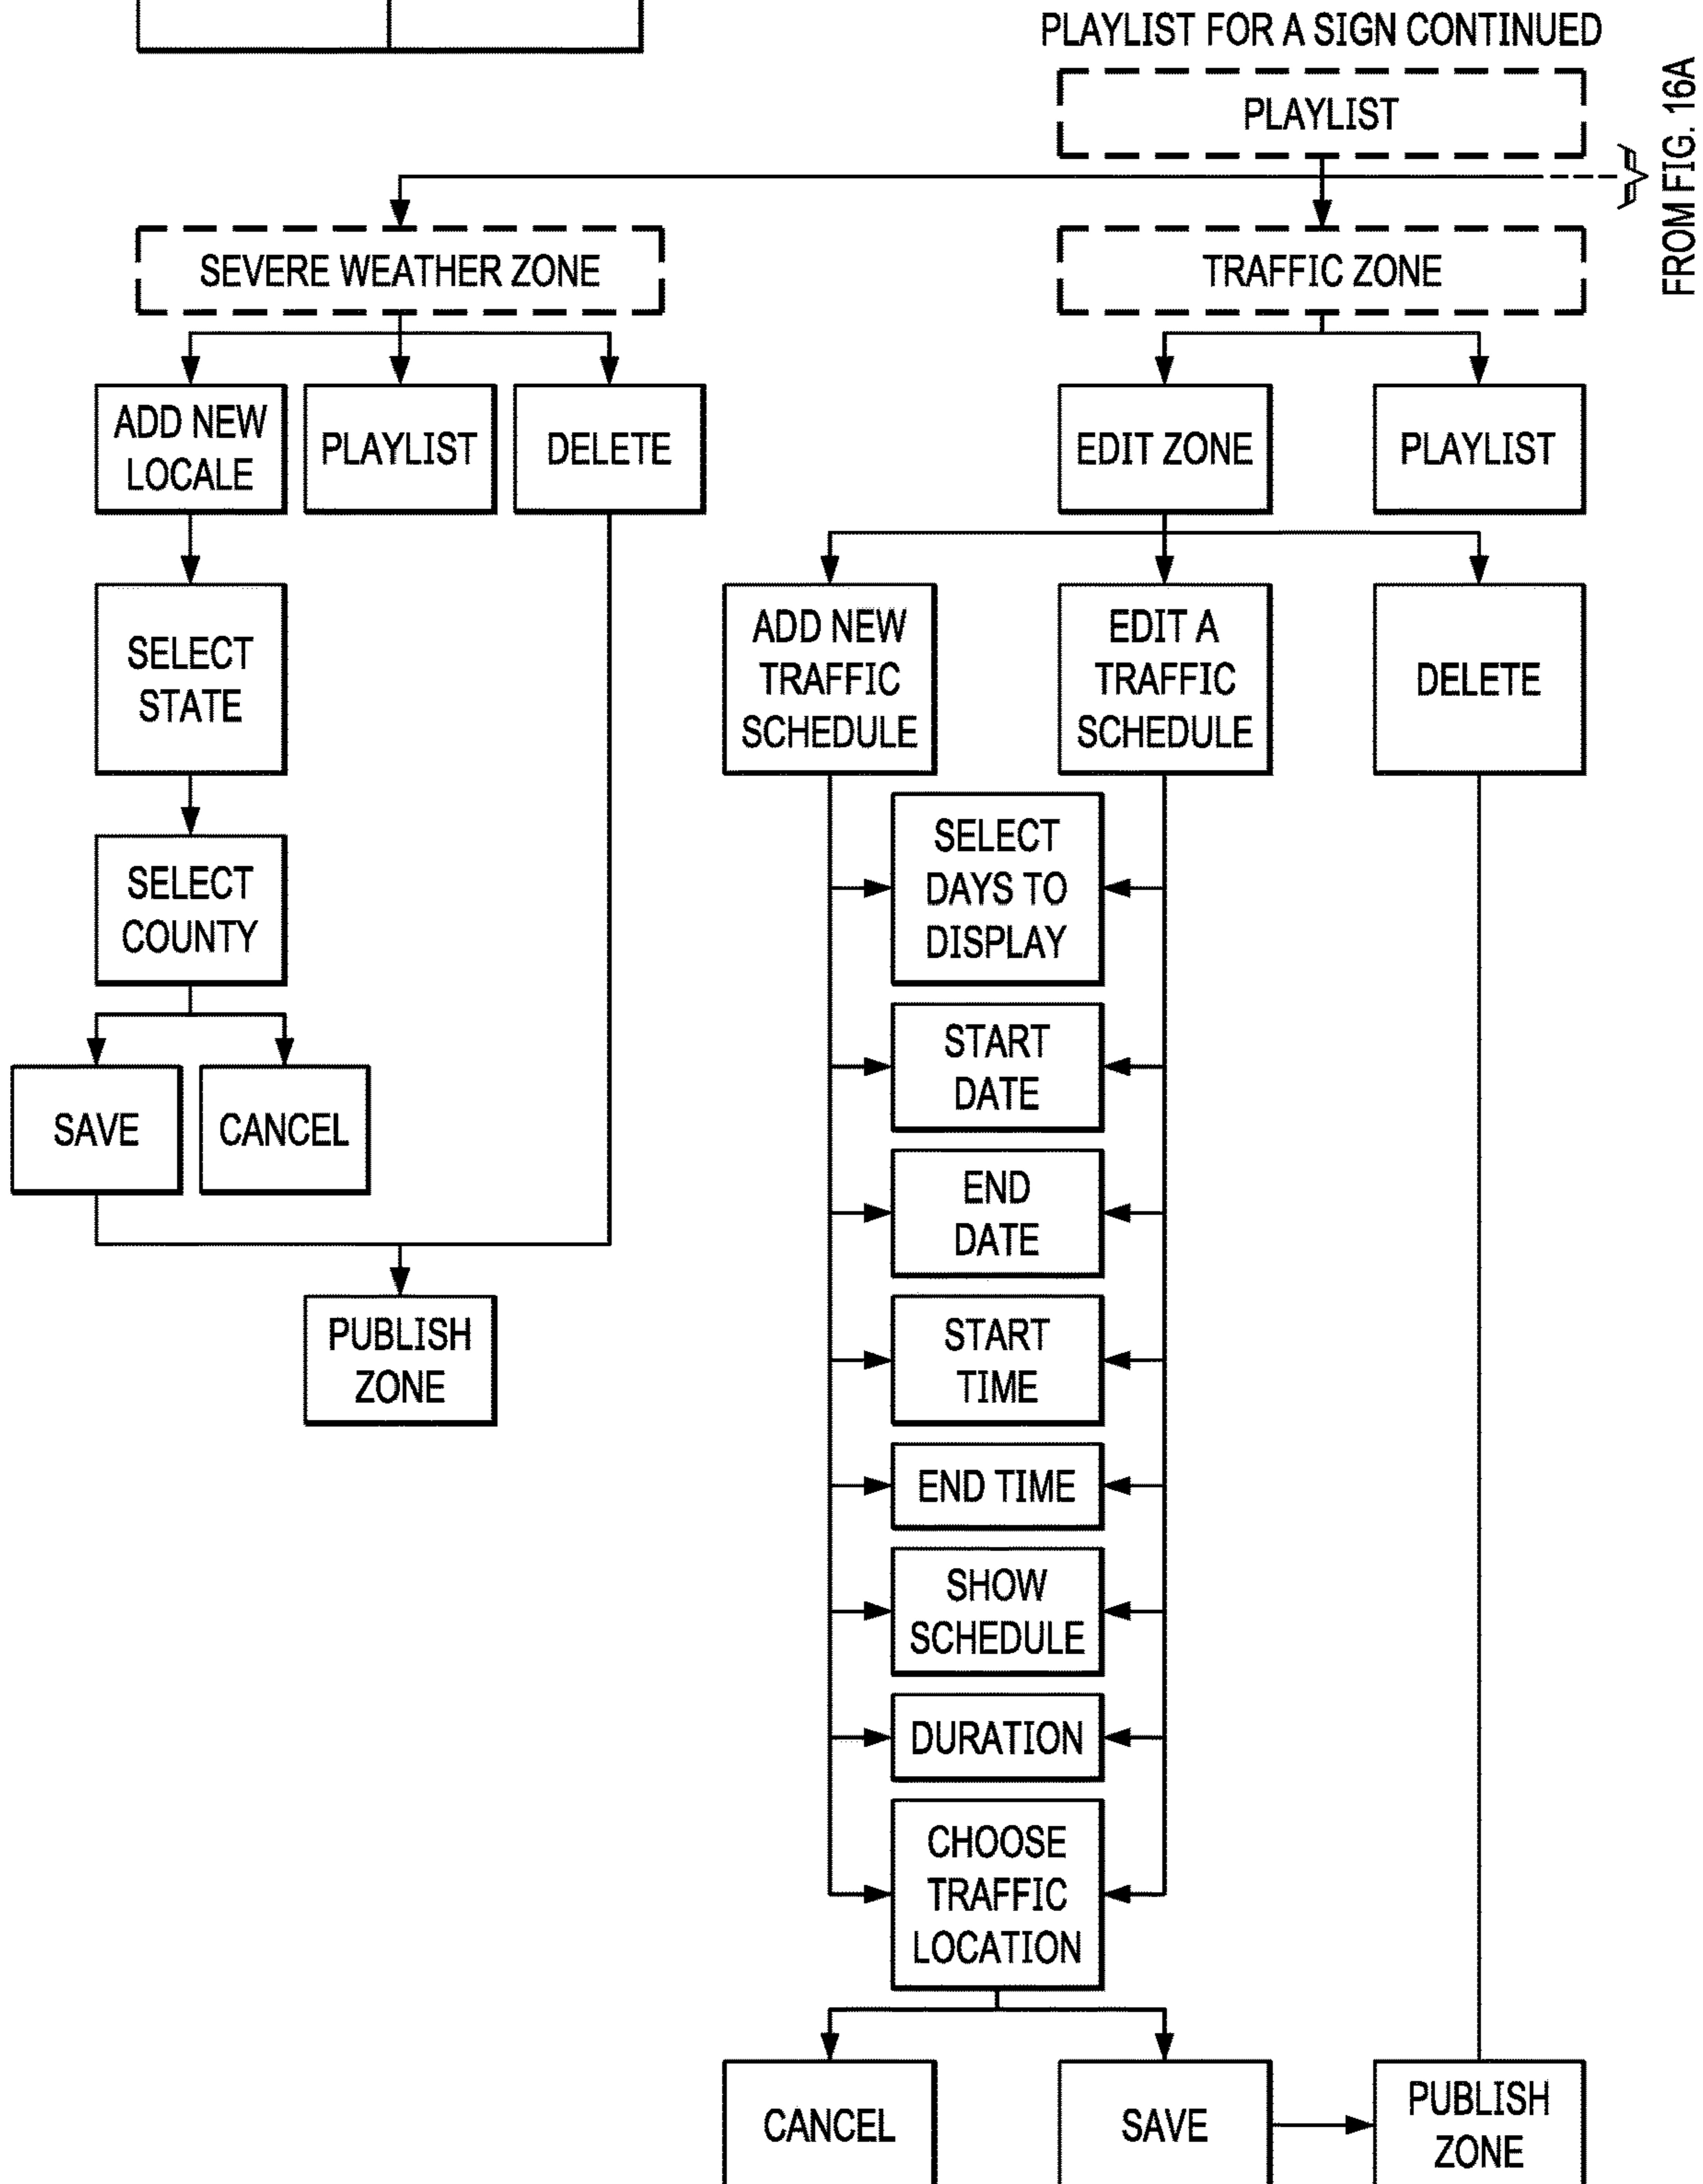 PLAYLIST FOR A SIGN CONTINUED
PLAYLIST
FROM FIG. 16A
SEVERE WEATHER ZONE
TRAFFIC ZONE
ADD NEW
LOCALE
PLAYLIST
DELETE
EDIT ZONE
PLAYLIST
SELECT
STATE
ADD NEW
TRAFFIC
SCHEDULE
EDIT A
TRAFFIC
SCHEDULE
DELETE
SELECT
COUNTY
SELECT
DAYS TO
DISPLAY
SAVE
CANCEL
START
DATE
END
DATE
PUBLISH
ZONE
START
TIME
END TIME
SHOW
SCHEDULE
DURATION
CHOOSE
TRAFFIC
LOCATION
CANCEL
SAVE
PUBLISH
ZONE